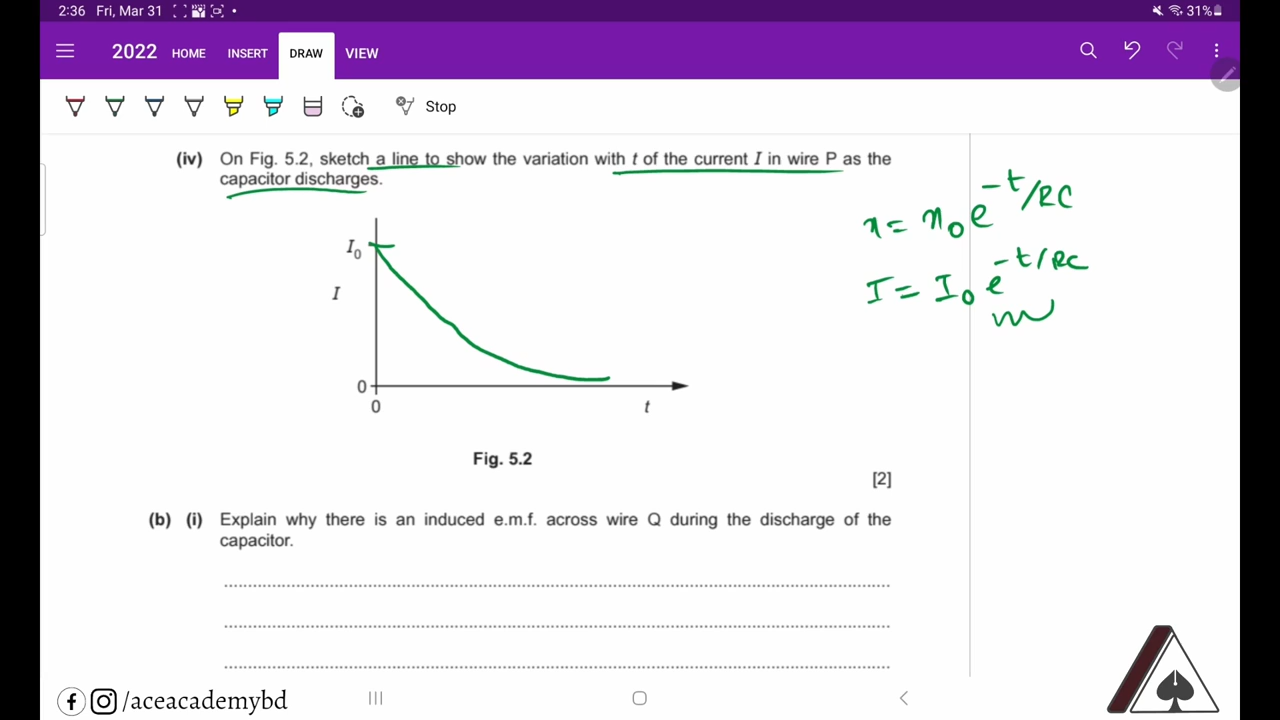 2:36 Fri, Mar 31
31%
2022 HOME INSERT DRAW VIEW
Stop
(iv) On Fig. 5.2, sketch a line to show the variation with t of the current I in wire P as the
capacitor discharges.
x = x₀ e^-t/RC
I = I₀ e^-t/RC
I₀
I
0
0
t
Fig. 5.2
[2]
(b) (i) Explain why there is an induced e.m.f. across wire Q during the discharge of the
capacitor.
/aceacademybd